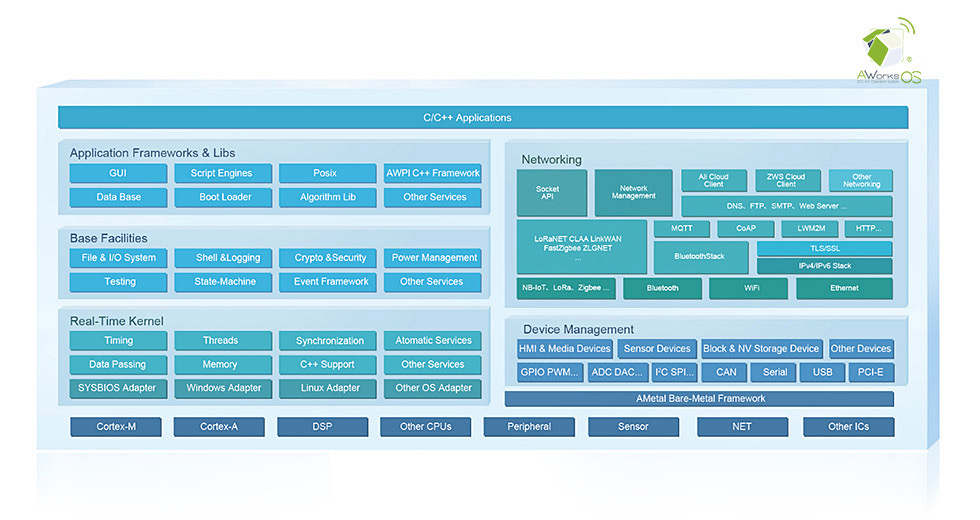 AWorks OS
C/C++ Applications
Application Frameworks & Libs
GUI
Script Engines
Posix
AWPI C++ Framework
Data Base
Boot Loader
Algorithm Lib
Other Services
Base Facilities
File & I/O System
Shell &Logging
Crypto &Security
Power Management
Testing
State-Machine
Event Framework
Other Services
Real-Time Kernel
Timing
Threads
Synchronization
Atomatic Services
Data Passing
Memory
C++ Support
Other Services
SYSBIOS Adapter
Windows Adapter
Linux Adapter
Other OS Adapter
Networking
Socket
API
Network
Management
Ali Cloud
Client
ZWS Cloud
Client
Other
Networking
DNS、FTP、SMTP、Web Server ...
LoRaNET CLAA LinkWAN
FastZigbee ZLGNET
...
MQTT
CoAP
LWM2M
HTTP...
BluetoothStack
TLS/SSL
IPv4/IPv6 Stack
NB-IoT、LoRa、Zigbee ...
Bluetooth
WiFi
Ethernet
Device Management
HMI & Media Devices
Sensor Devices
Block & NV Storage Device
Other Devices
GPIO PWM...
ADC DAC...
I²C SPI...
CAN
Serial
USB
PCI-E
AMetal Bare-Metal Framework
Cortex-M
Cortex-A
DSP
Other CPUs
Peripheral
Sensor
NET
Other ICs